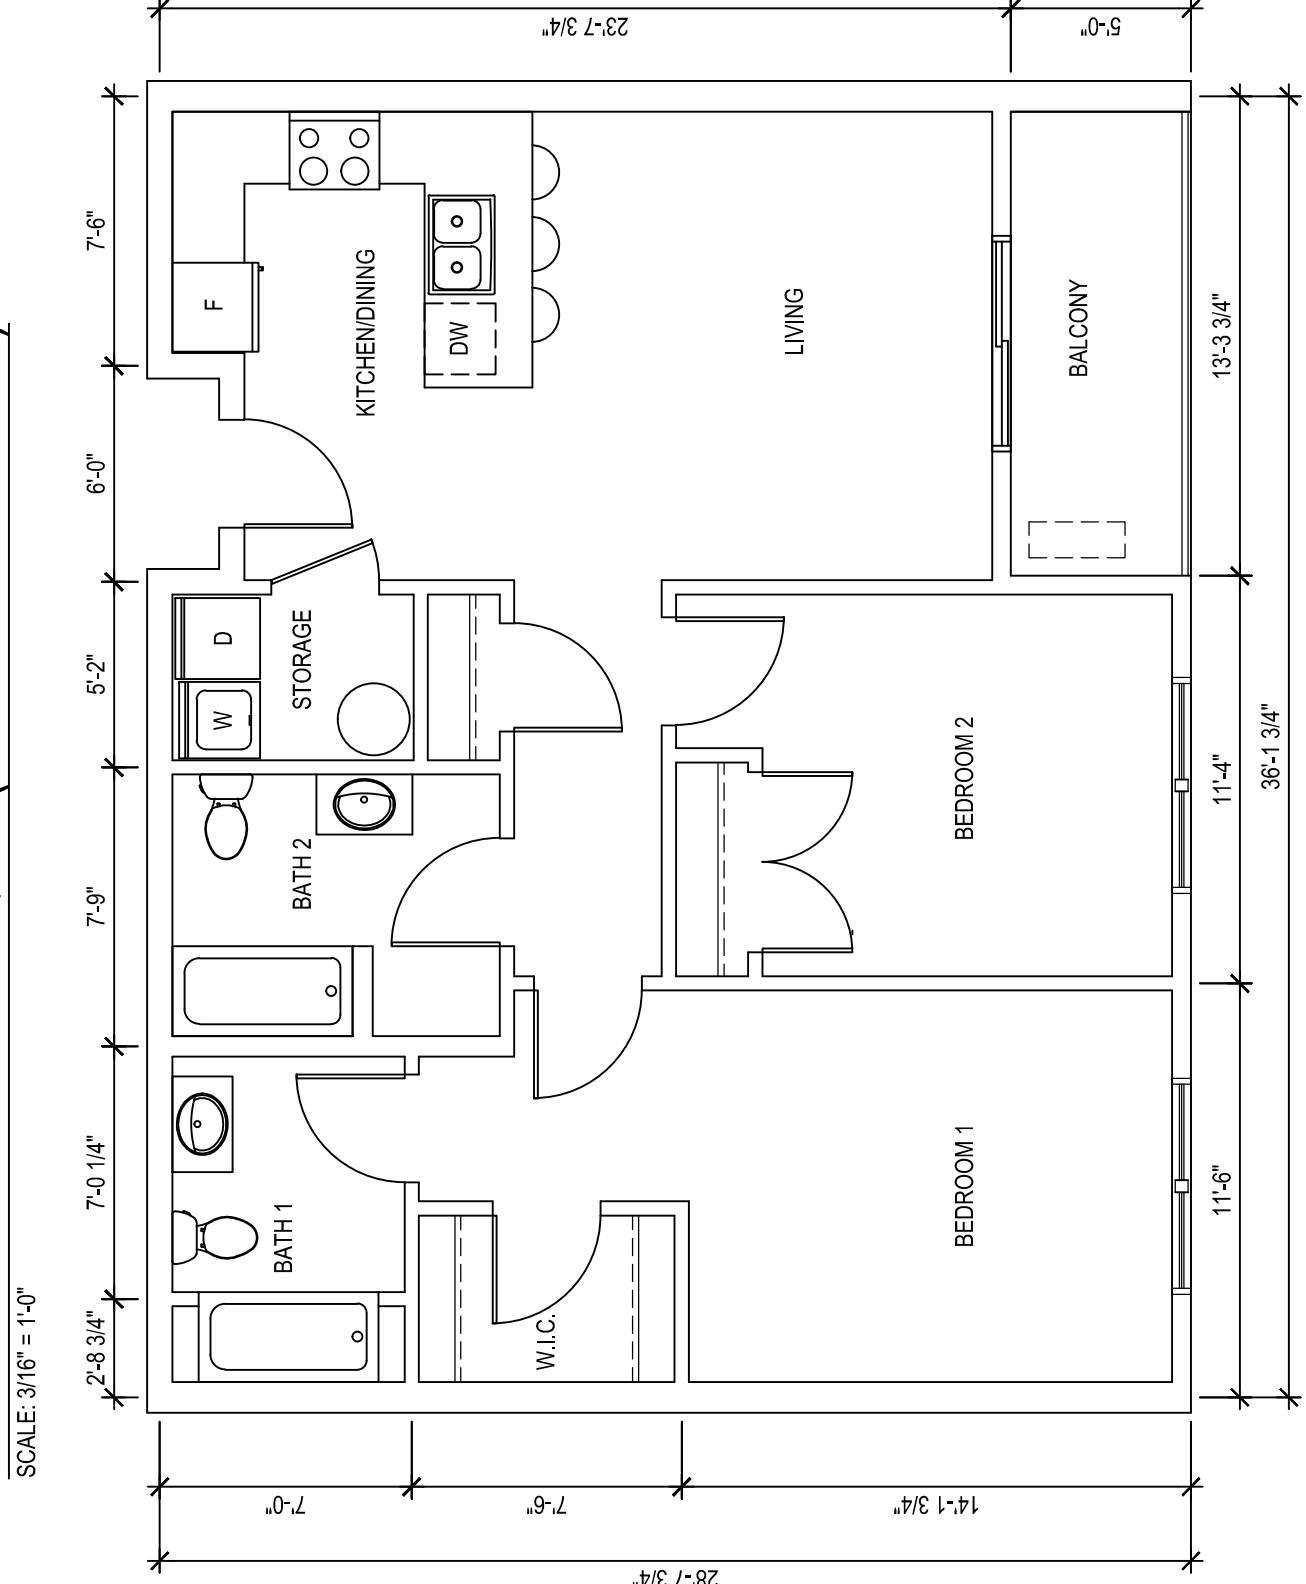 SCALE: 3/16" = 1'-0"
2'-8 3/4"
7'-0 1/4"
7'-9"
5'-2"
6'-0"
7'-6"
7'-0"
7'-6"
14'-1 3/4"
28'-7 3/4"
23'-7 3/4"
5'-0"
BATH 1
W.I.C.
BATH 2
STORAGE
W
D
F
KITCHEN/DINING
DW
LIVING
BEDROOM 1
BEDROOM 2
BALCONY
11'-6"
11'-4"
13'-3 3/4"
36'-1 3/4"